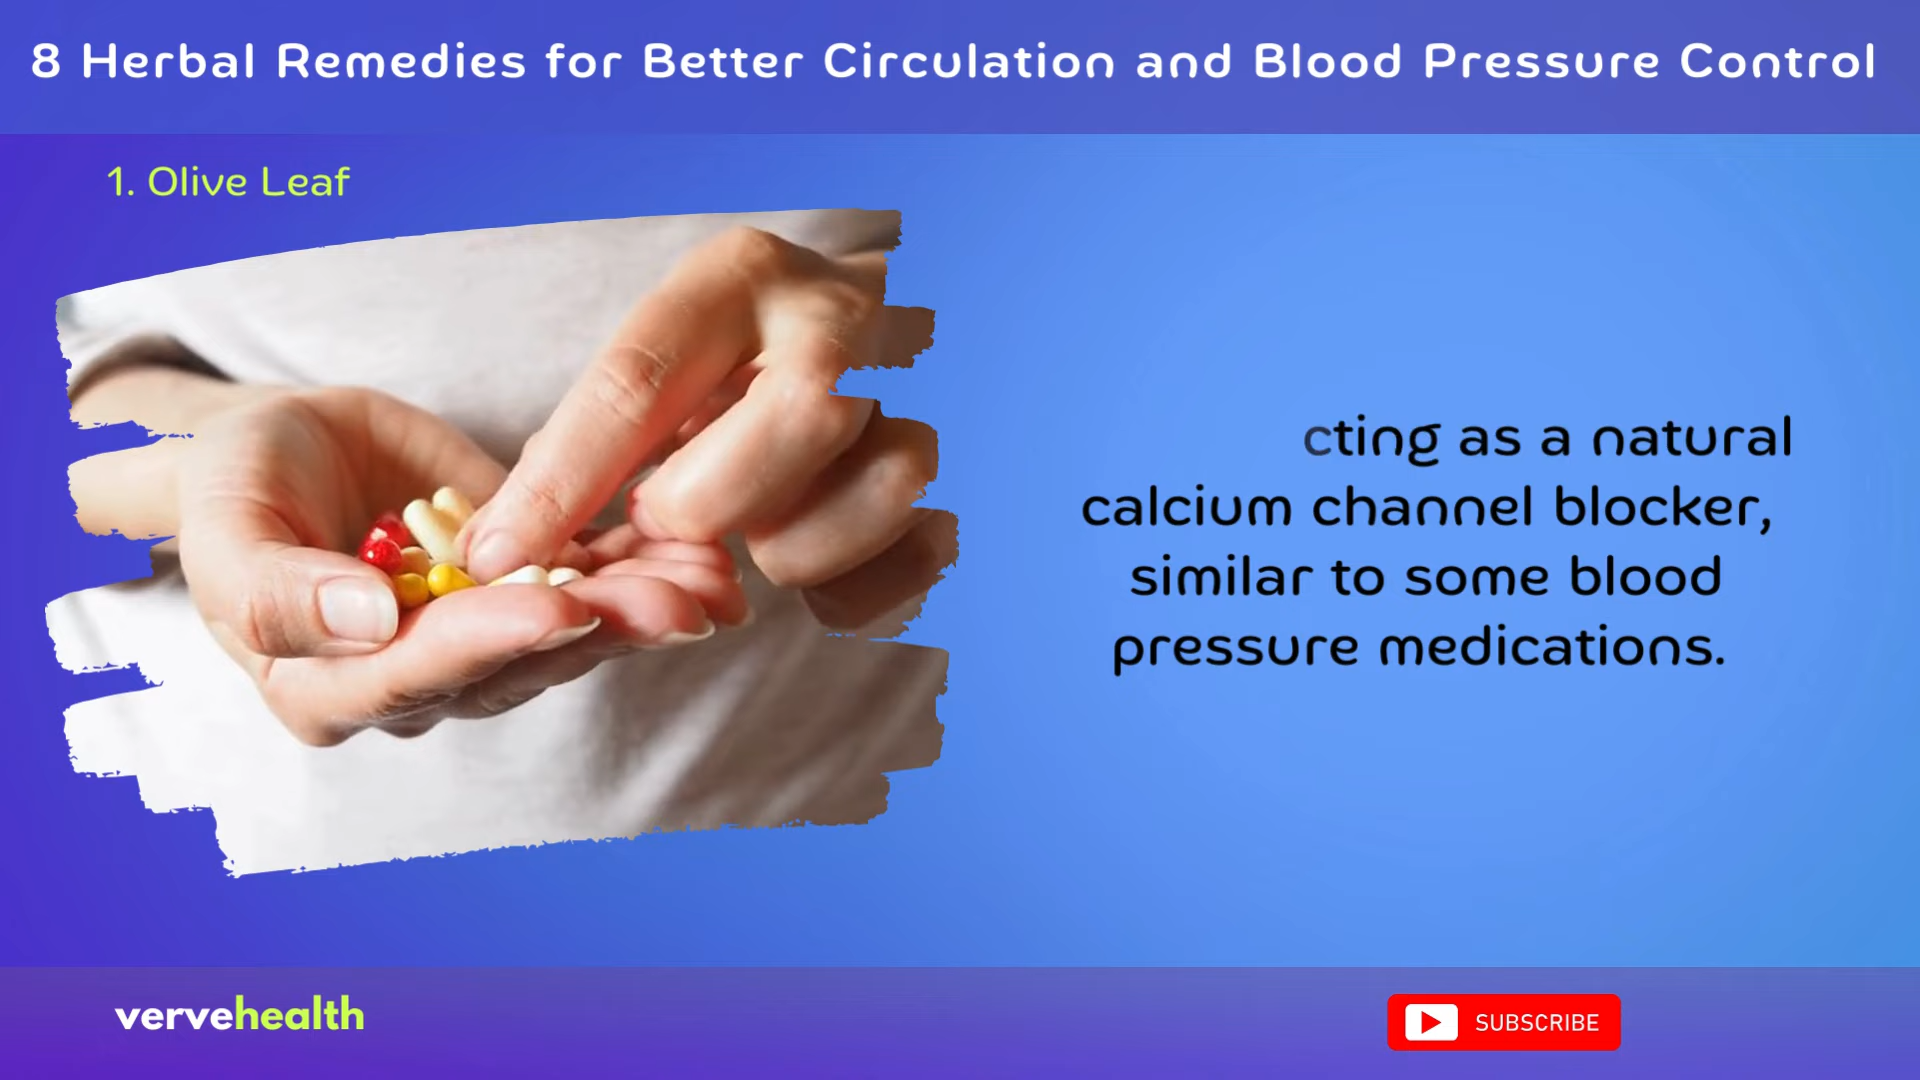 8 Herbal Remedies for Better Circulation and Blood Pressure Control
1. Olive Leaf
cting as a natural
calcium channel blocker,
similar to some blood
pressure medications.
vervehealth
SUBSCRIBE